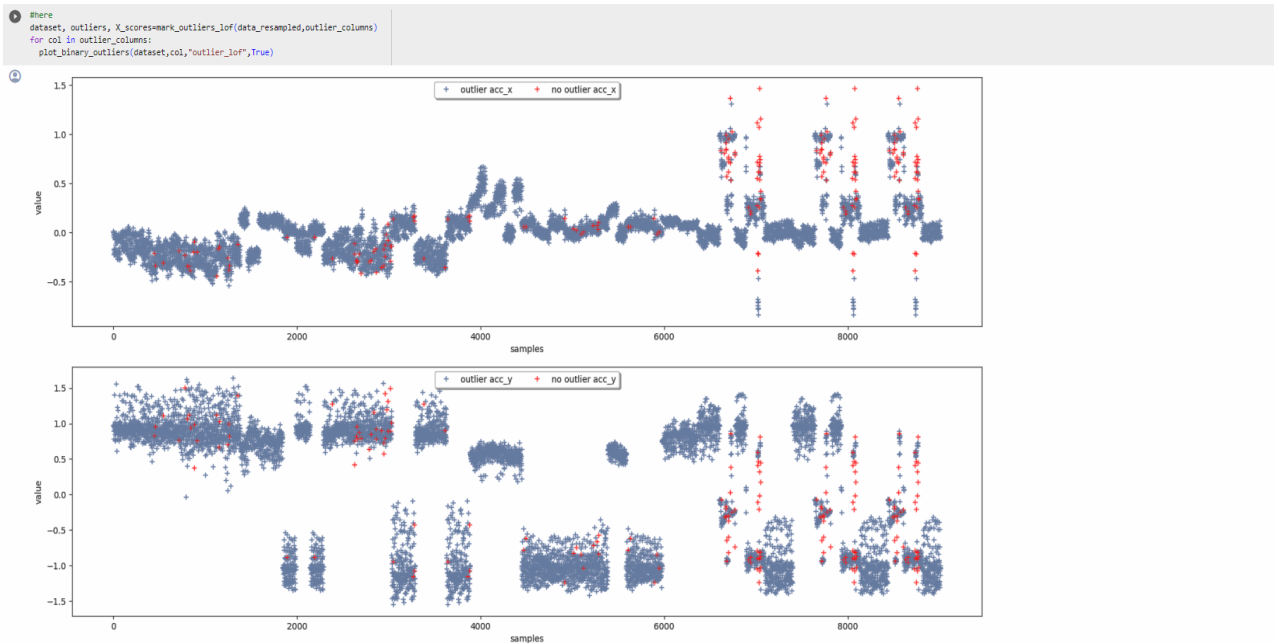 #here
dataset, outliers, X_scores=mark_outliers_lof(data_resampled,outlier_columns)
for col in outlier_columns:
  plot_binary_outliers(dataset,col,"outlier_lof",True)
outlier acc_x no outlier acc_x
1.5
1.0
0.5
0.0
−0.5
value
0 2000 4000 6000 8000
samples
outlier acc_y no outlier acc_y
1.5
1.0
0.5
0.0
−0.5
−1.0
−1.5
value
0 2000 4000 6000 8000
samples